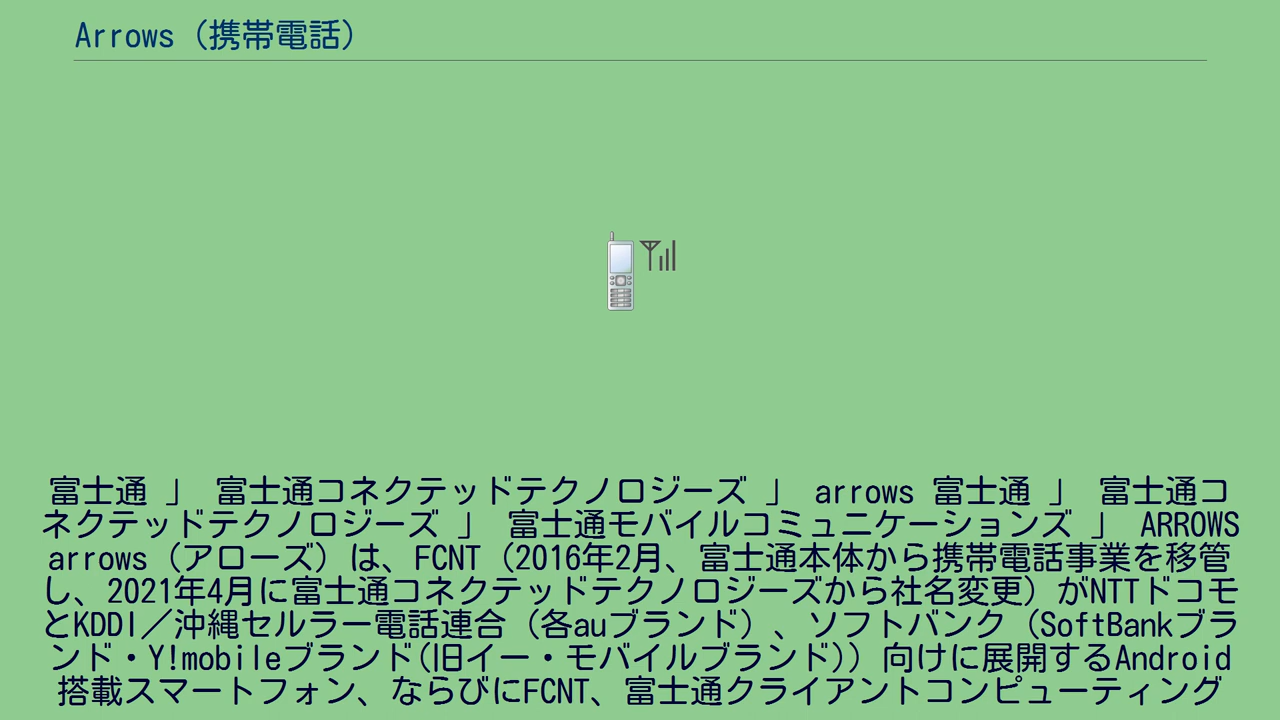 Arrows (携帯電話)
富士通 」 富士通コネクテッドテクノロジーズ 」 arrows 富士通 」 富士通コ
ネクテッドテクノロジーズ 」 富士通モバイルコミュニケーションズ 」 ARROWS
arrows（アローズ）は、FCNT（2016年2月、富士通本体から携帯電話事業を移管
し、2021年4月に富士通コネクテッドテクノロジーズから社名変更）がNTTドコモ
とKDDI／沖縄セルラー電話連合（各auブランド）、ソフトバンク（SoftBankブラ
ンド・Y!mobileブランド(旧イー・モバイルブランド)）向けに展開するAndroid
搭載スマートフォン、ならびにFCNT、富士通クライアントコンピューティング